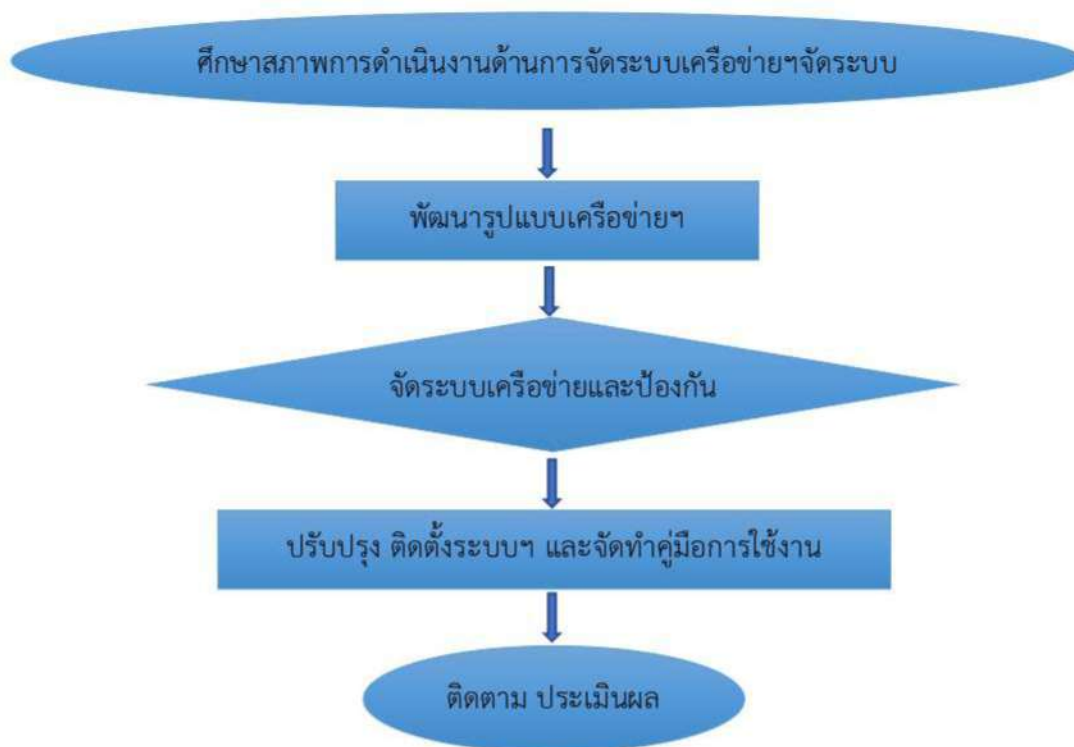 ศึกษาสภาพการดำเนินงานด้านการจัดระบบเครือข่ายฯจัดระบบ
พัฒนารูปแบบเครือข่ายฯ
จัดระบบเครือข่ายและป้องกัน
ปรับปรุง ติดตั้งระบบฯ และจัดทำคู่มือการใช้งาน
ติดตาม ประเมินผล